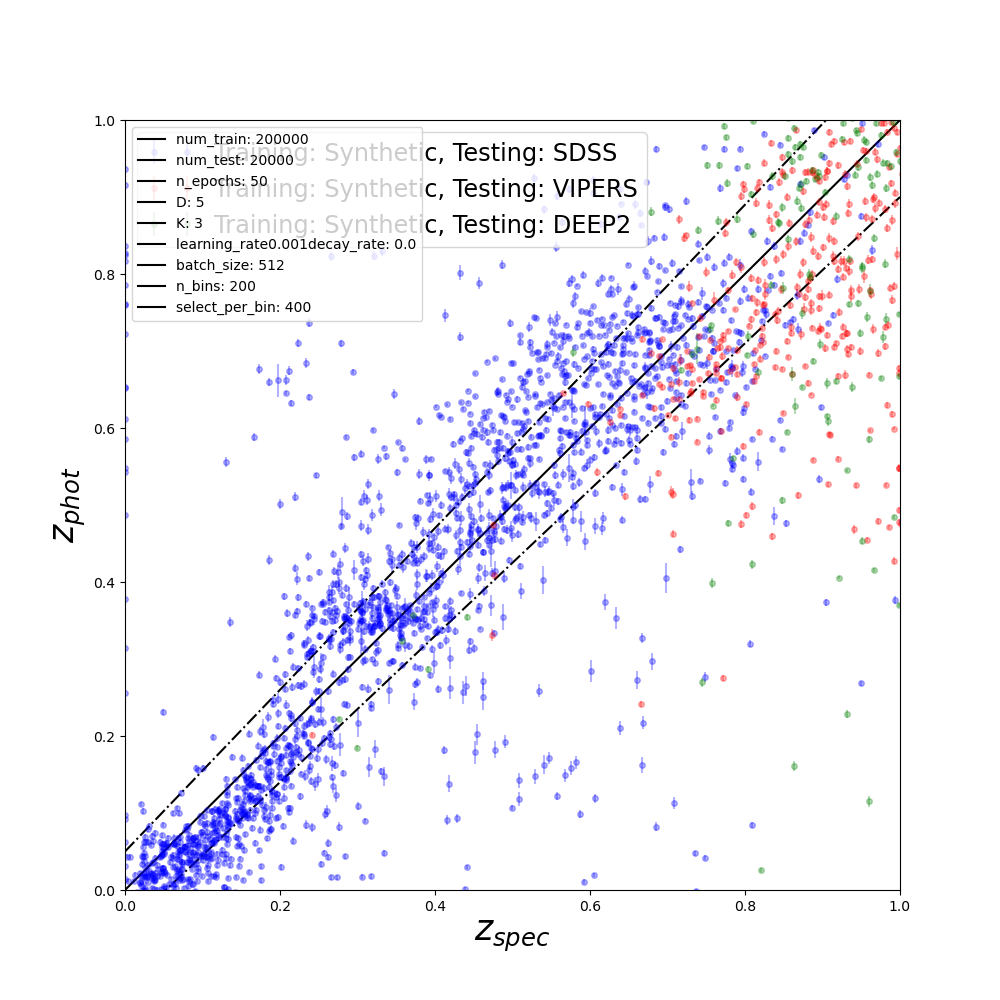 num_train: 200000
num_test: 20000
n_epochs: 50
D: 5
K: 3
learning_rate0.001decay_rate: 0.0
batch_size: 512
n_bins: 200
select_per_bin: 400
Training: Synthetic, Testing: SDSS
Training: Synthetic, Testing: VIPERS
Training: Synthetic, Testing: DEEP2
1.0
0.8
0.6
0.4
0.2
0.0
z_phot
0.0 0.2 0.4 0.6 0.8 1.0
z_spec